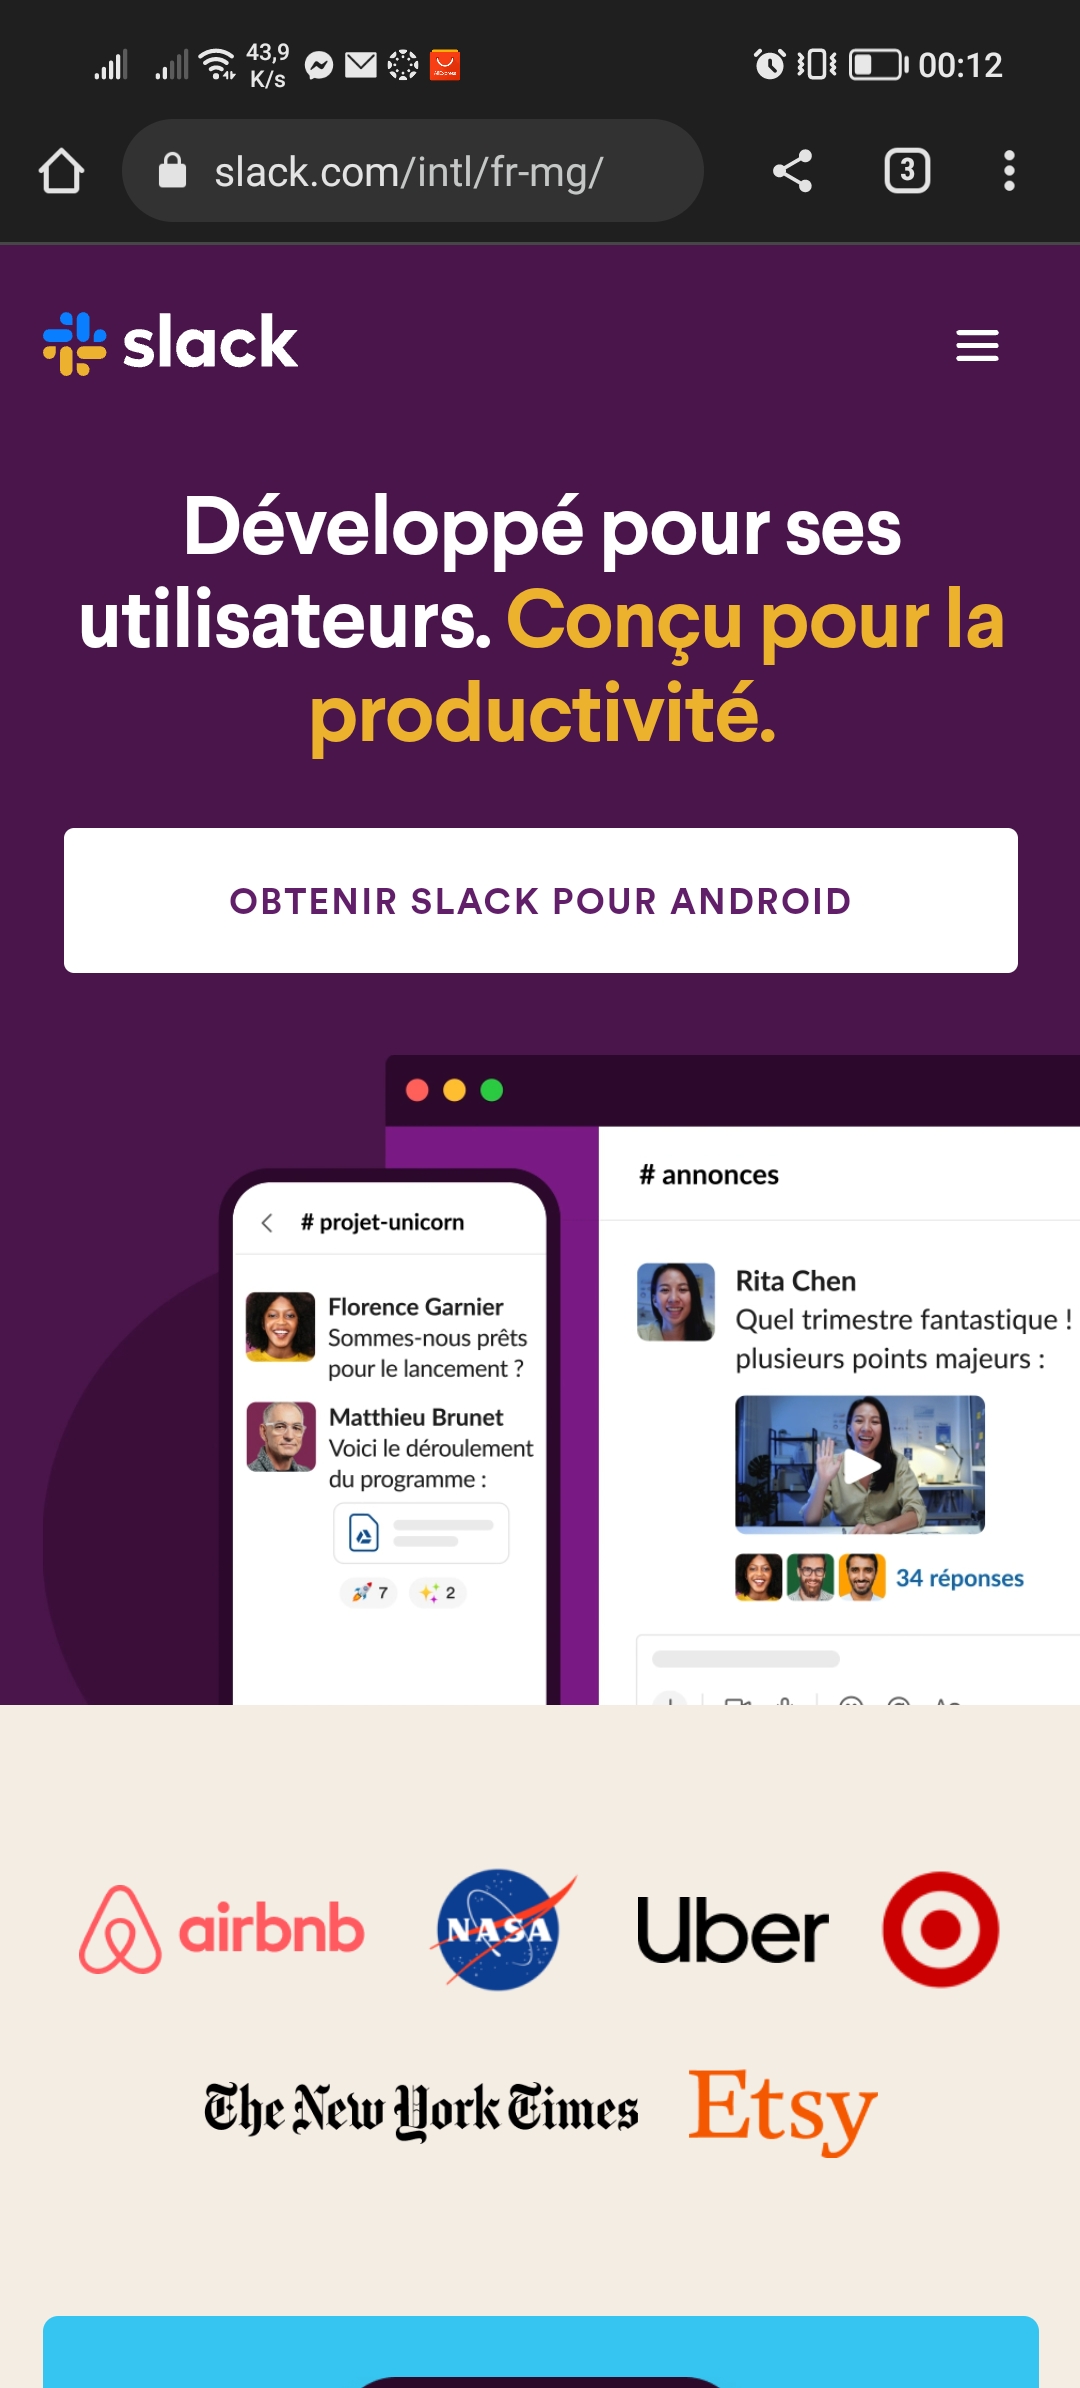 43,9
K/s
00:12
slack.com/intl/fr-mg/
3
slack
Développé pour ses
utilisateurs. Conçu pour la
productivité.
OBTENIR SLACK POUR ANDROID
# annonces
Rita Chen
Quel trimestre fantastique !
plusieurs points majeurs :
34 réponses
# projet-unicorn
Florence Garnier
Sommes-nous prêts
pour le lancement ?
Matthieu Brunet
Voici le déroulement
du programme :
7 2
airbnb NASA Uber
The New York Times Etsy